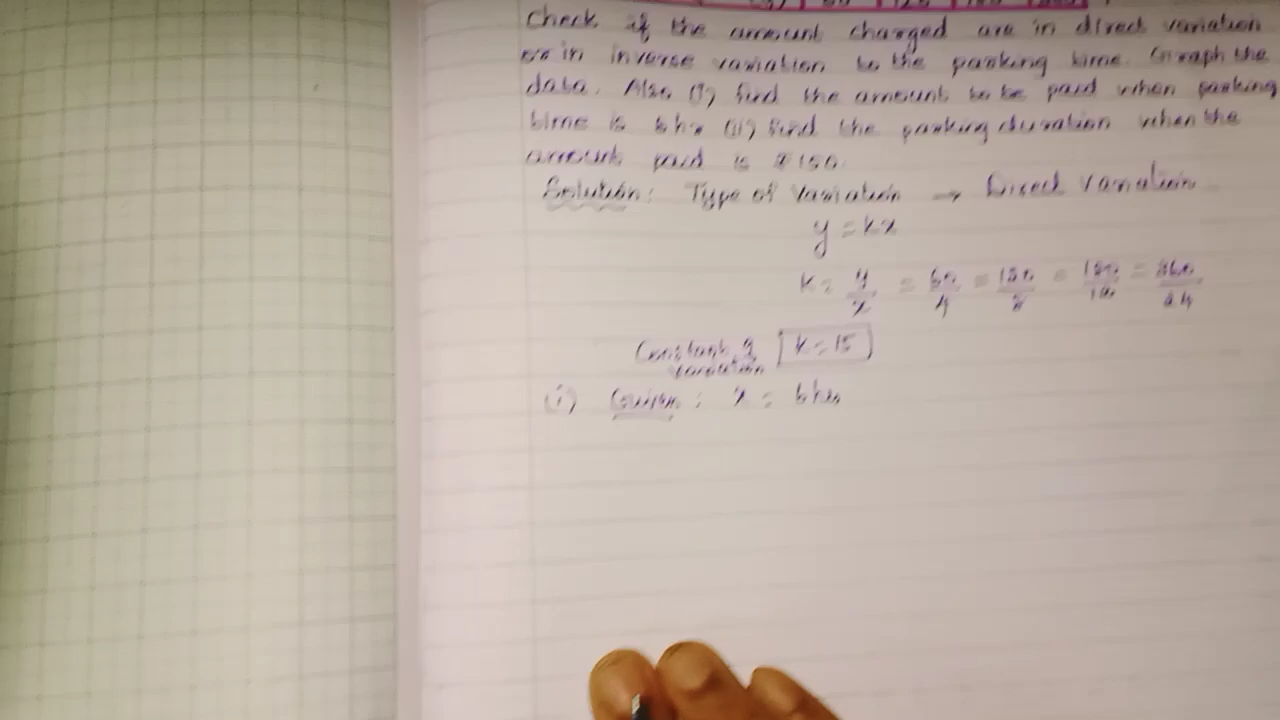 Check if the amount charged are in direct variation
or in inverse variation to the parking time. Graph the
data. Also (i) find the amount to be paid when parking
time is 6 hr (ii) find the parking duration when the
amount paid is ₹150.
Solution: Type of Variation → Direct variation
y = kx
k = y/x = 60/4 = 120/8 = 180/12 = 360/24
Constant of variation k = 15
(i) Given : x = 6 hrs